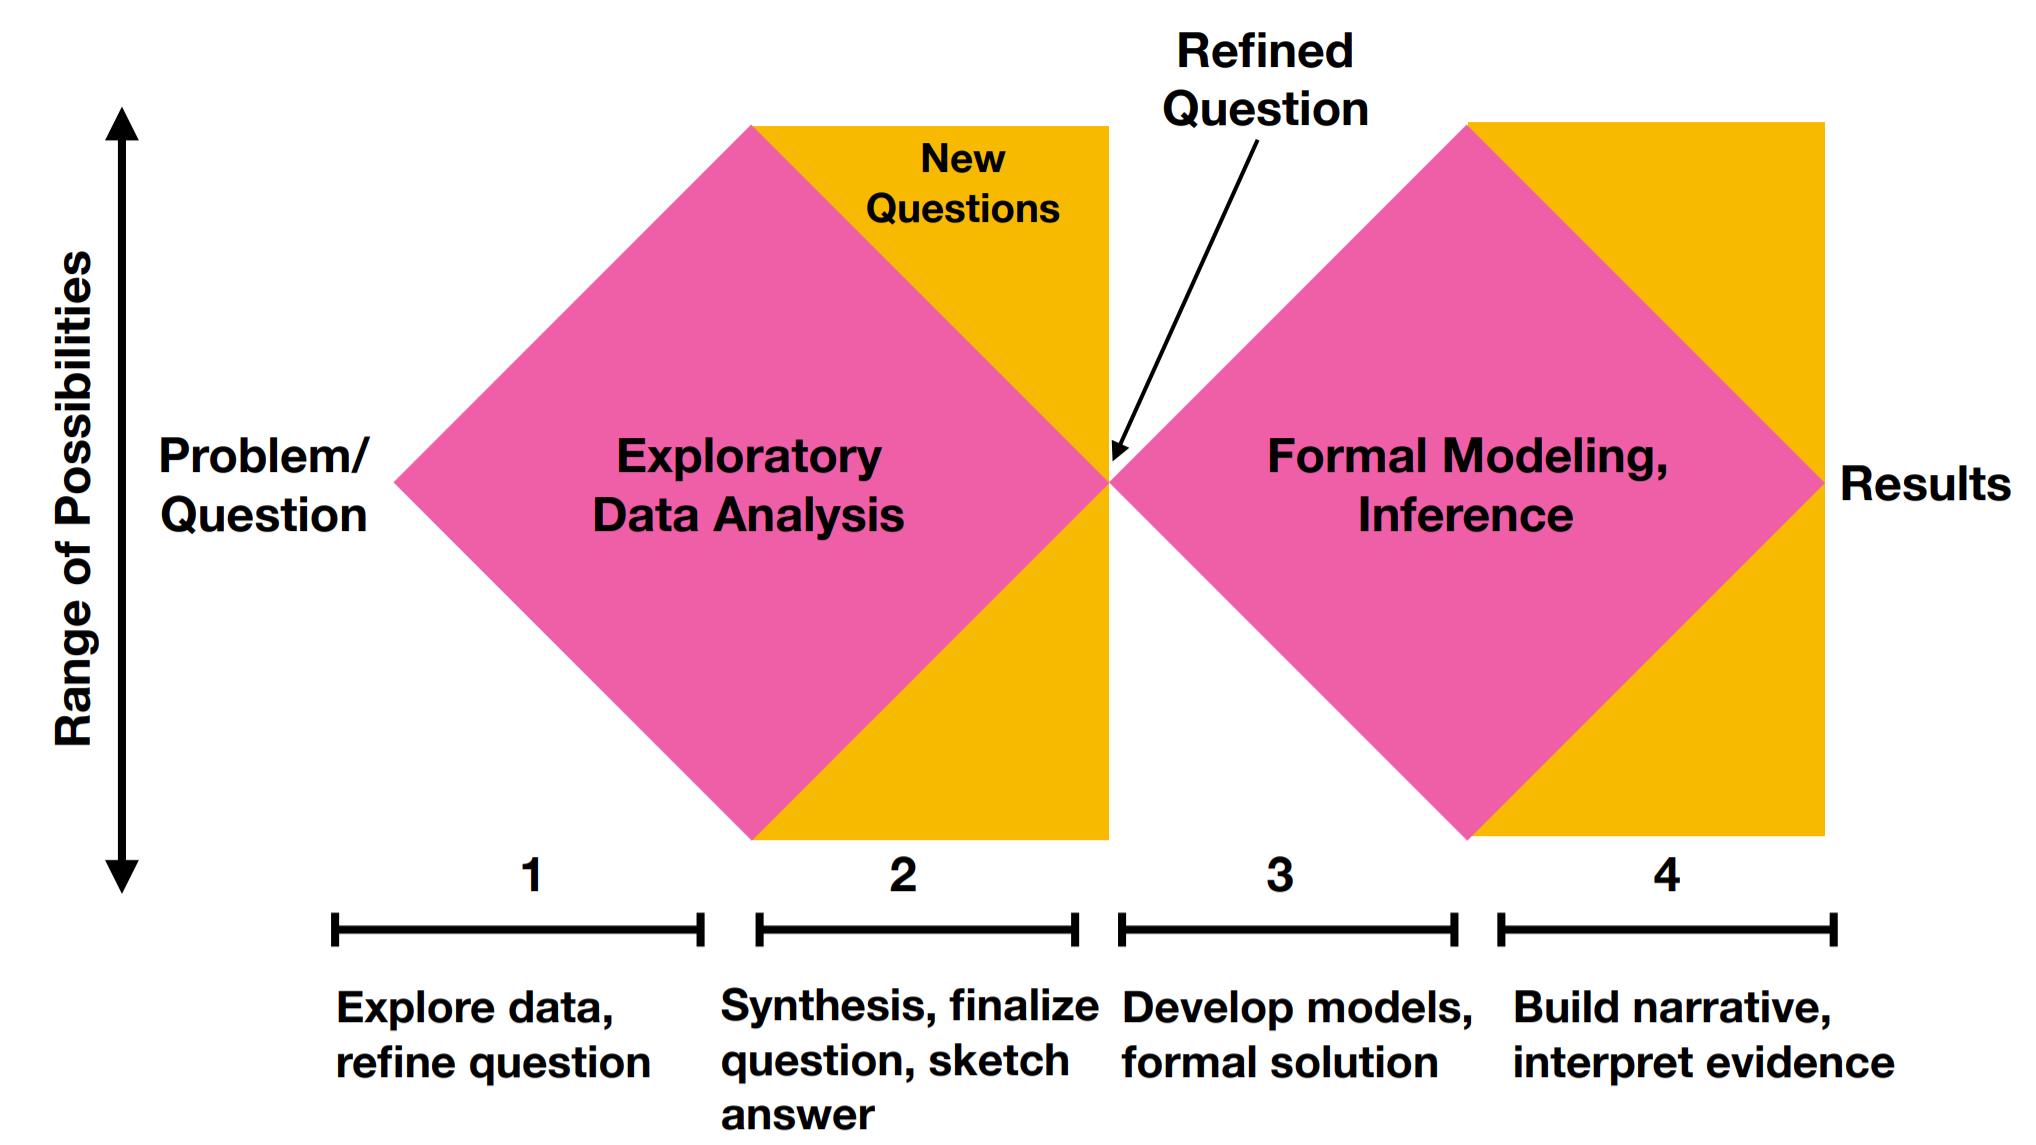 Refined
Question
New
Questions
Range of Possibilities
Problem/
Question
Exploratory
Data Analysis
Formal Modeling,
Inference
Results
1
2
3
4
Explore data,
refine question
Synthesis, finalize
question, sketch
answer
Develop models,
formal solution
Build narrative,
interpret evidence